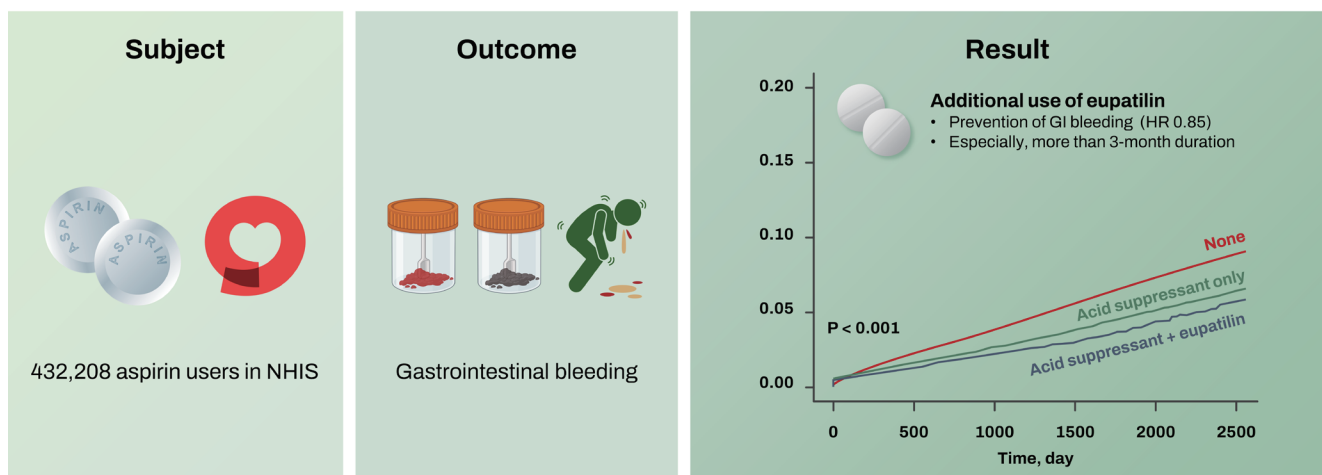 Subject
ASPIRIN
ASPIRIN
432,208 aspirin users in NHIS
Outcome
Gastrointestinal bleeding
Result
Additional use of eupatilin
• Prevention of GI bleeding (HR 0.85)
• Especially, more than 3-month duration
0.20
0.15
0.10
0.05
0.00
None
Acid suppressant only
Acid suppressant + eupatilin
P < 0.001
0 500 1000 1500 2000 2500
Time, day